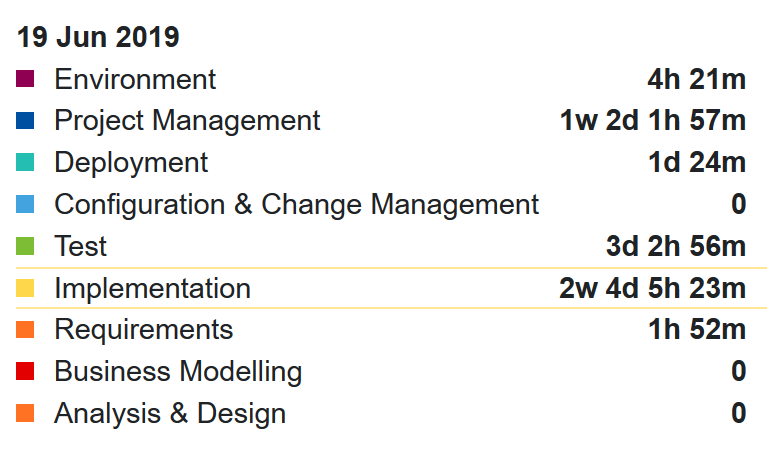 19 Jun 2019
Environment 4h 21m
Project Management 1w 2d 1h 57m
Deployment 1d 24m
Configuration & Change Management 0
Test 3d 2h 56m
Implementation 2w 4d 5h 23m
Requirements 1h 52m
Business Modelling 0
Analysis & Design 0